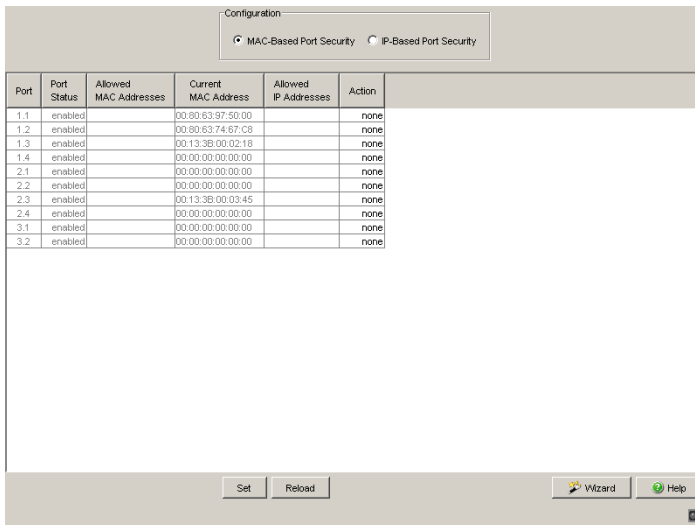 Configuration
MAC-Based Port Security IP-Based Port Security
Port Port Status Allowed MAC Addresses Current MAC Address Allowed IP Addresses Action
1.1 enabled 00:80:63:97:50:00 none
1.2 enabled 00:80:63:74:67:C8 none
1.3 enabled 00:13:3B:00:02:18 none
1.4 enabled 00:00:00:00:00:00 none
2.1 enabled 00:00:00:00:00:00 none
2.2 enabled 00:00:00:00:00:00 none
2.3 enabled 00:13:3B:00:03:45 none
2.4 enabled 00:00:00:00:00:00 none
3.1 enabled 00:00:00:00:00:00 none
3.2 enabled 00:00:00:00:00:00 none
Set Reload Wizard Help